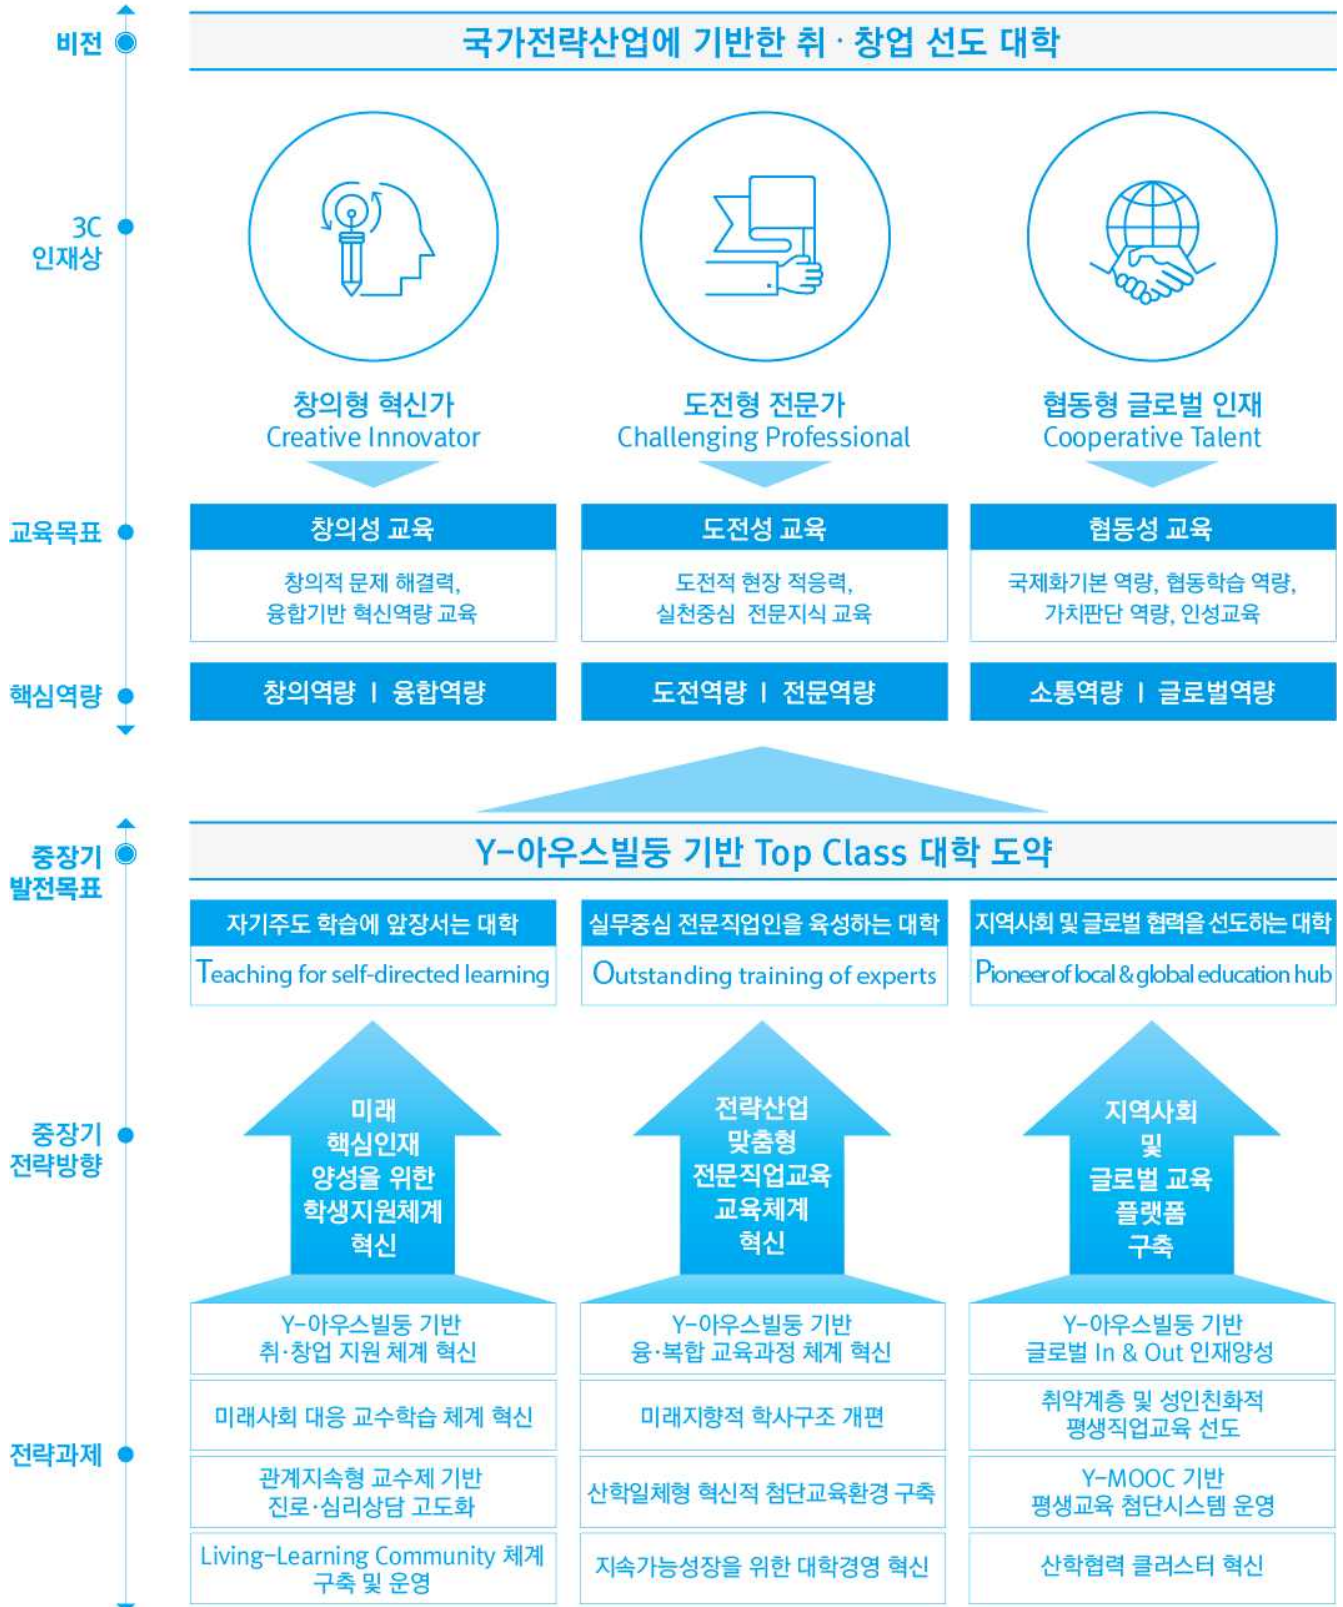 비전
국가전략산업에 기반한 취 · 창업 선도 대학
3C
인재상
창의형 혁신가
Creative Innovator
도전형 전문가
Challenging Professional
협동형 글로벌 인재
Cooperative Talent
교육목표
창의성 교육
창의적 문제 해결력,
융합기반 혁신역량 교육
도전성 교육
도전적 현장 적응력,
실천중심 전문지식 교육
협동성 교육
국제화기본 역량, 협동학습 역량,
가치판단 역량, 인성교육
핵심역량
창의역량 | 융합역량
도전역량 | 전문역량
소통역량 | 글로벌역량
중장기
발전목표
Y-아우스빌둥 기반 Top Class 대학 도약
자기주도 학습에 앞장서는 대학
Teaching for self-directed learning
실무중심 전문직업인을 육성하는 대학
Outstanding training of experts
지역사회 및 글로벌 협력을 선도하는 대학
Pioneer of local & global education hub
중장기
전략방향
미래
핵심인재
양성을 위한
학생지원체계
혁신
전략산업
맞춤형
전문직업교육
교육체계
혁신
지역사회
및
글로벌 교육
플랫폼
구축
전략과제
Y-아우스빌둥 기반
취·창업 지원 체계 혁신
미래사회 대응 교수학습 체계 혁신
관계지속형 교수제 기반
진로·심리상담 고도화
Living-Learning Community 체계
구축 및 운영
Y-아우스빌둥 기반
융·복합 교육과정 체계 혁신
미래지향적 학사구조 개편
산학일체형 혁신적 첨단교육환경 구축
지속가능성장을 위한 대학경영 혁신
Y-아우스빌둥 기반
글로벌 In & Out 인재양성
취약계층 및 성인친화적
평생직업교육 선도
Y-MOOC 기반
평생교육 첨단시스템 운영
산학협력 클러스터 혁신